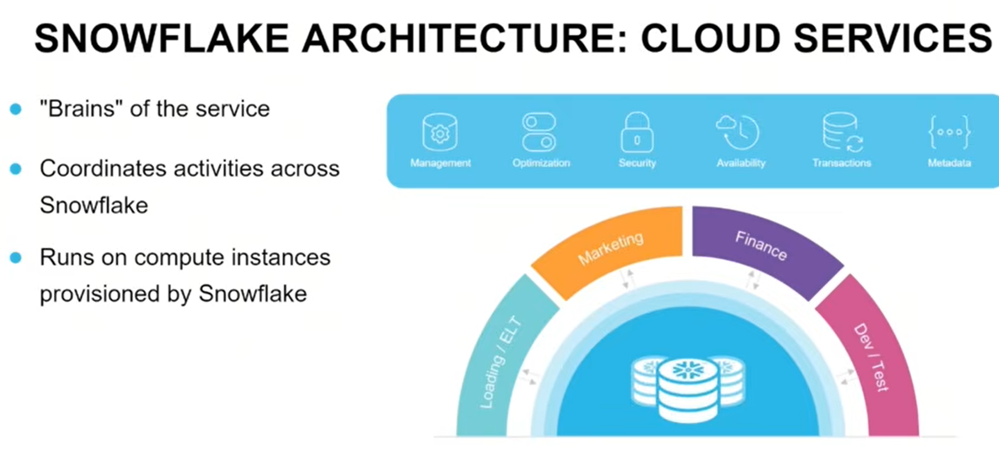 SNOWFLAKE ARCHITECTURE: CLOUD SERVICES
"Brains" of the service
Coordinates activities across
Snowflake
Runs on compute instances
provisioned by Snowflake
Management
Optimization
Security
Availability
Transactions
Metadata
Loading / ELT
Marketing
Finance
Dev / Test